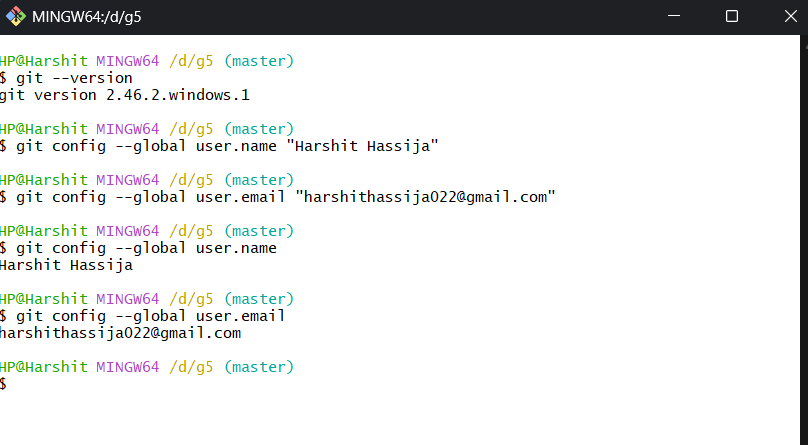 MINGW64:/d/g5
HP@Harshit MINGW64 /d/g5 (master)
$ git --version
git version 2.46.2.windows.1
HP@Harshit MINGW64 /d/g5 (master)
$ git config --global user.name "Harshit Hassija"
HP@Harshit MINGW64 /d/g5 (master)
$ git config --global user.email "harshithassija022@gmail.com"
HP@Harshit MINGW64 /d/g5 (master)
$ git config --global user.name
Harshit Hassija
HP@Harshit MINGW64 /d/g5 (master)
$ git config --global user.email
harshithassija022@gmail.com
HP@Harshit MINGW64 /d/g5 (master)
$